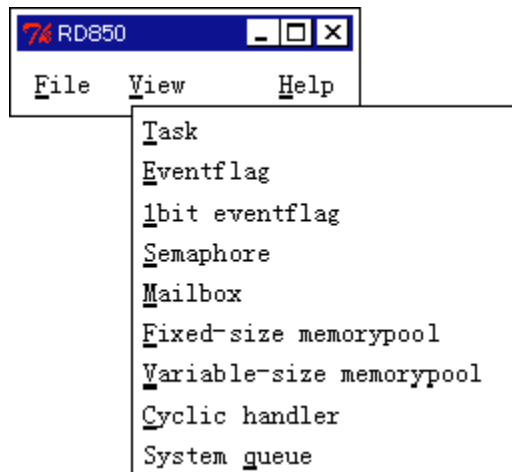 RD850
File View Help
Task
Eventflag
1bit eventflag
Semaphore
Mailbox
Fixed-size memorypool
Variable-size memorypool
Cyclic handler
System queue